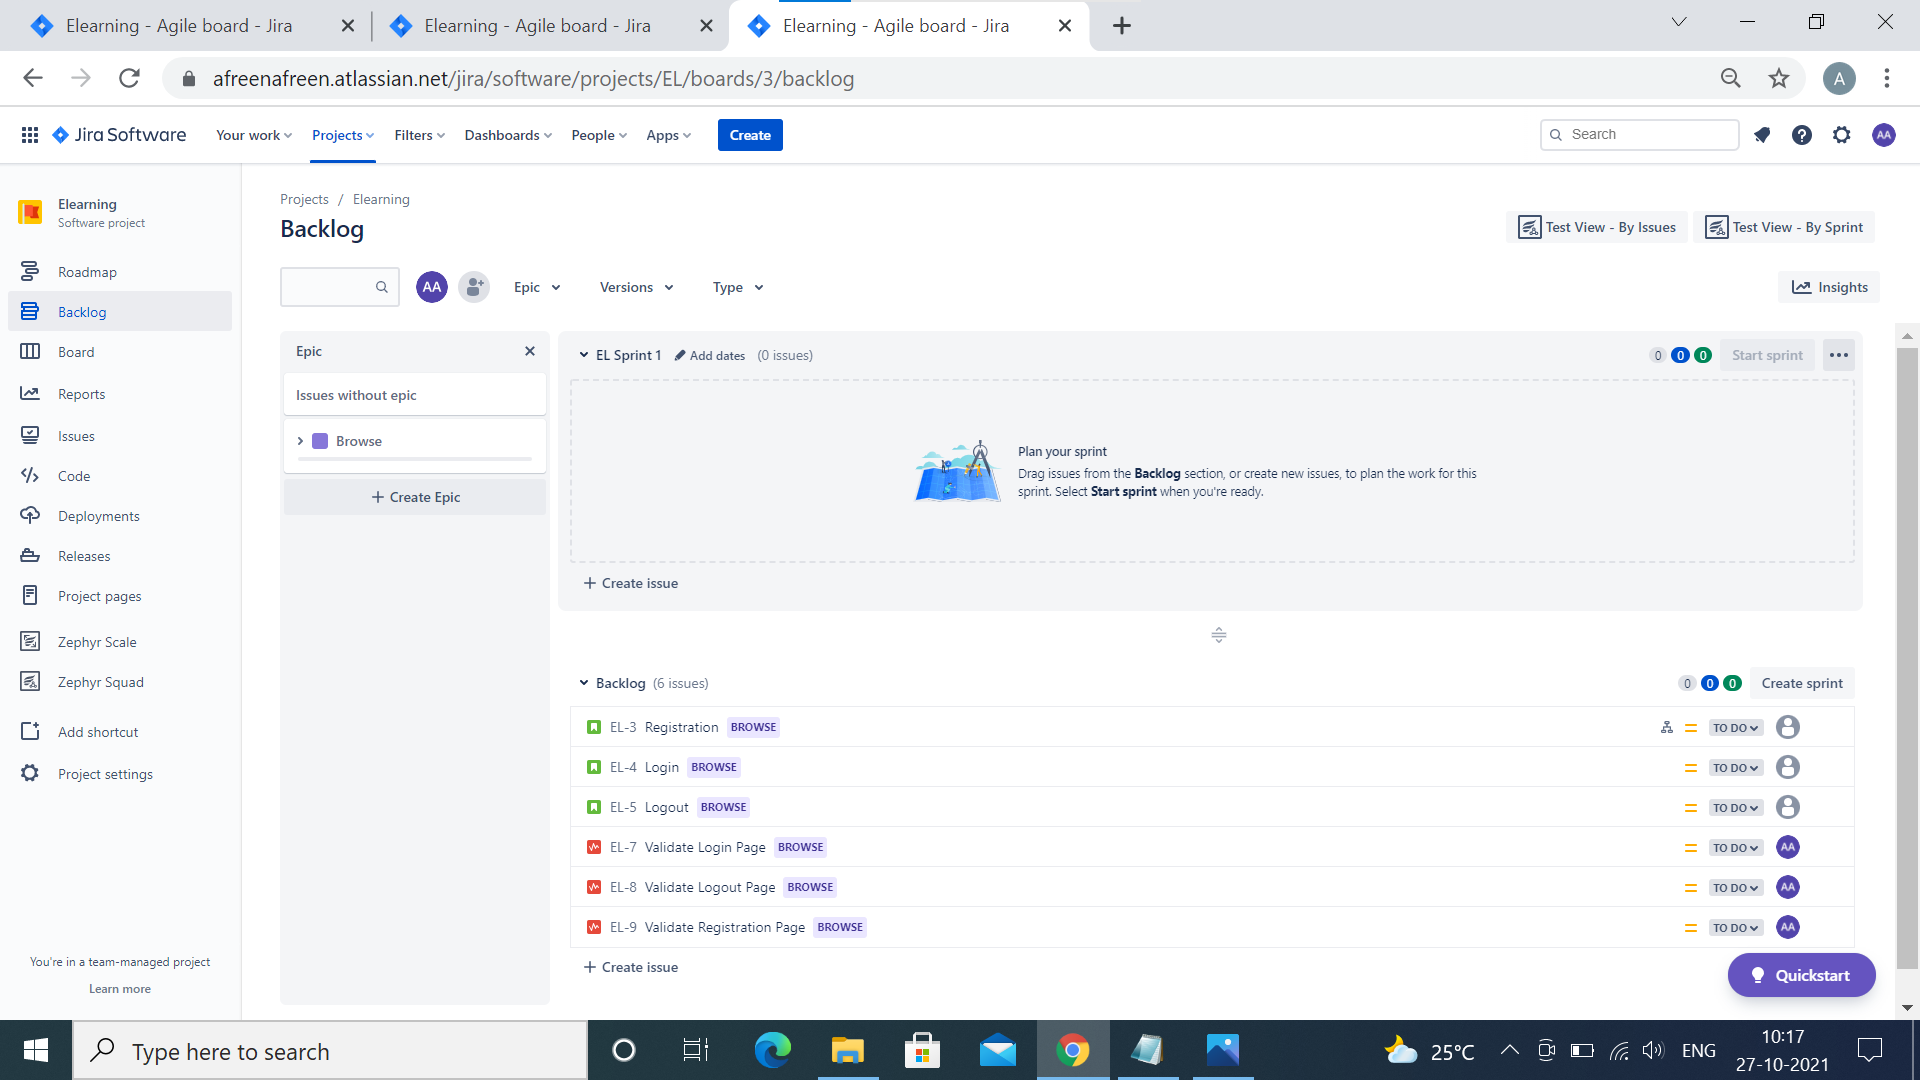 Elearning - Agile board - Jira
Elearning - Agile board - Jira
Elearning - Agile board - Jira
afreenafreen.atlassian.net/jira/software/projects/EL/boards/3/backlog
A
Jira Software
Your work
Projects
Filters
Dashboards
People
Apps
Create
Search
AA
Elearning
Software project
Roadmap
Backlog
Board
Reports
Issues
Code
Deployments
Releases
Project pages
Zephyr Scale
Zephyr Squad
Add shortcut
Project settings
You're in a team-managed project
Learn more
Projects / Elearning
Backlog
Test View - By Issues
Test View - By Sprint
AA
Epic
Versions
Type
Insights
Epic
Issues without epic
Browse
+ Create Epic
EL Sprint 1 Add dates (0 issues)
0 0 0 Start sprint
Plan your sprint
Drag issues from the Backlog section, or create new issues, to plan the work for this
sprint. Select Start sprint when you're ready.
+ Create issue
Backlog (6 issues)
0 0 0 Create sprint
EL-3 Registration BROWSE TO DO
EL-4 Login BROWSE TO DO
EL-5 Logout BROWSE TO DO
EL-7 Validate Login Page BROWSE TO DO AA
EL-8 Validate Logout Page BROWSE TO DO AA
EL-9 Validate Registration Page BROWSE TO DO AA
+ Create issue
Quickstart
Type here to search
25°C
ENG
10:17
27-10-2021